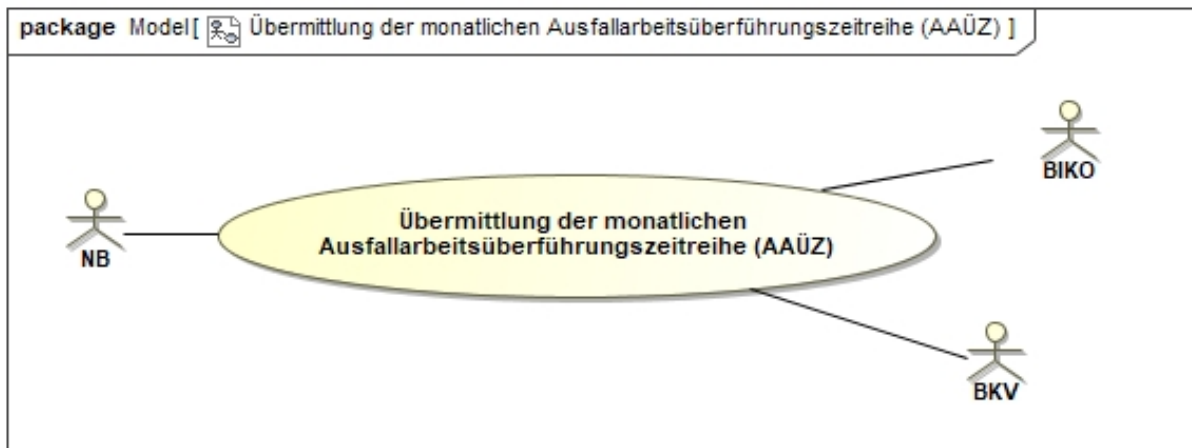 package Model[ Übermittlung der monatlichen Ausfallarbeitsüberführungszeitreihe (AAÜZ) ]
BIKO
NB
Übermittlung der monatlichen
Ausfallarbeitsüberführungszeitreihe (AAÜZ)
BKV